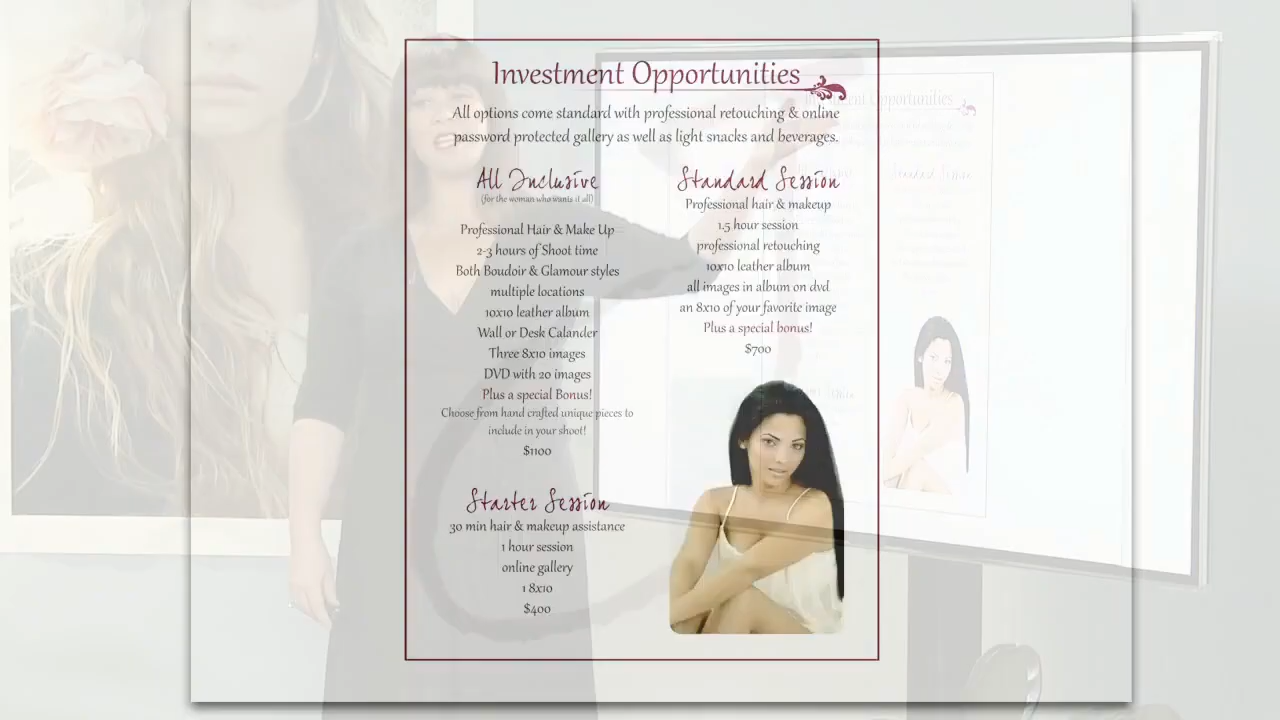 Investment Opportunities
All options come standard with professional retouching & online
password protected gallery as well as light snacks and beverages.
All Inclusive
(for the woman who wants it all)
Professional Hair & Make Up
2-3 hours of Shoot time
Both Boudoir & Glamour styles
multiple locations
10x10 leather album
Wall or Desk Calander
Three 8x10 images
DVD with 20 images
Plus a special Bonus!
Choose from hand crafted unique pieces to
include in your shoot!
$1100
Starter Session
30 min hair & makeup assistance
1 hour session
online gallery
1 8x10
$400
Standard Session
Professional hair & makeup
1.5 hour session
professional retouching
10x10 leather album
all images in album on dvd
an 8x10 of your favorite image
Plus a special bonus!
$700
Opportunities
Standard Session